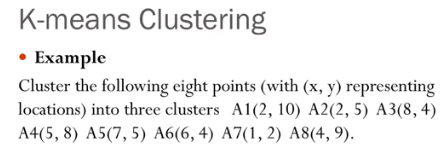 K-means Clustering
• Example
Cluster the following eight points (with (x, y) representing
locations) into three clusters A1(2, 10) A2(2, 5) A3(8, 4)
A4(5, 8) A5(7, 5) A6(6, 4) A7(1, 2) A8(4, 9).